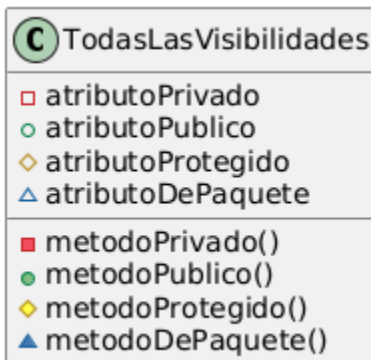 C TodasLasVisibilidades
atributoPrivado
atributoPublico
atributoProtegido
atributoDePaquete
metodoPrivado()
metodoPublico()
metodoProtegido()
metodoDePaquete()